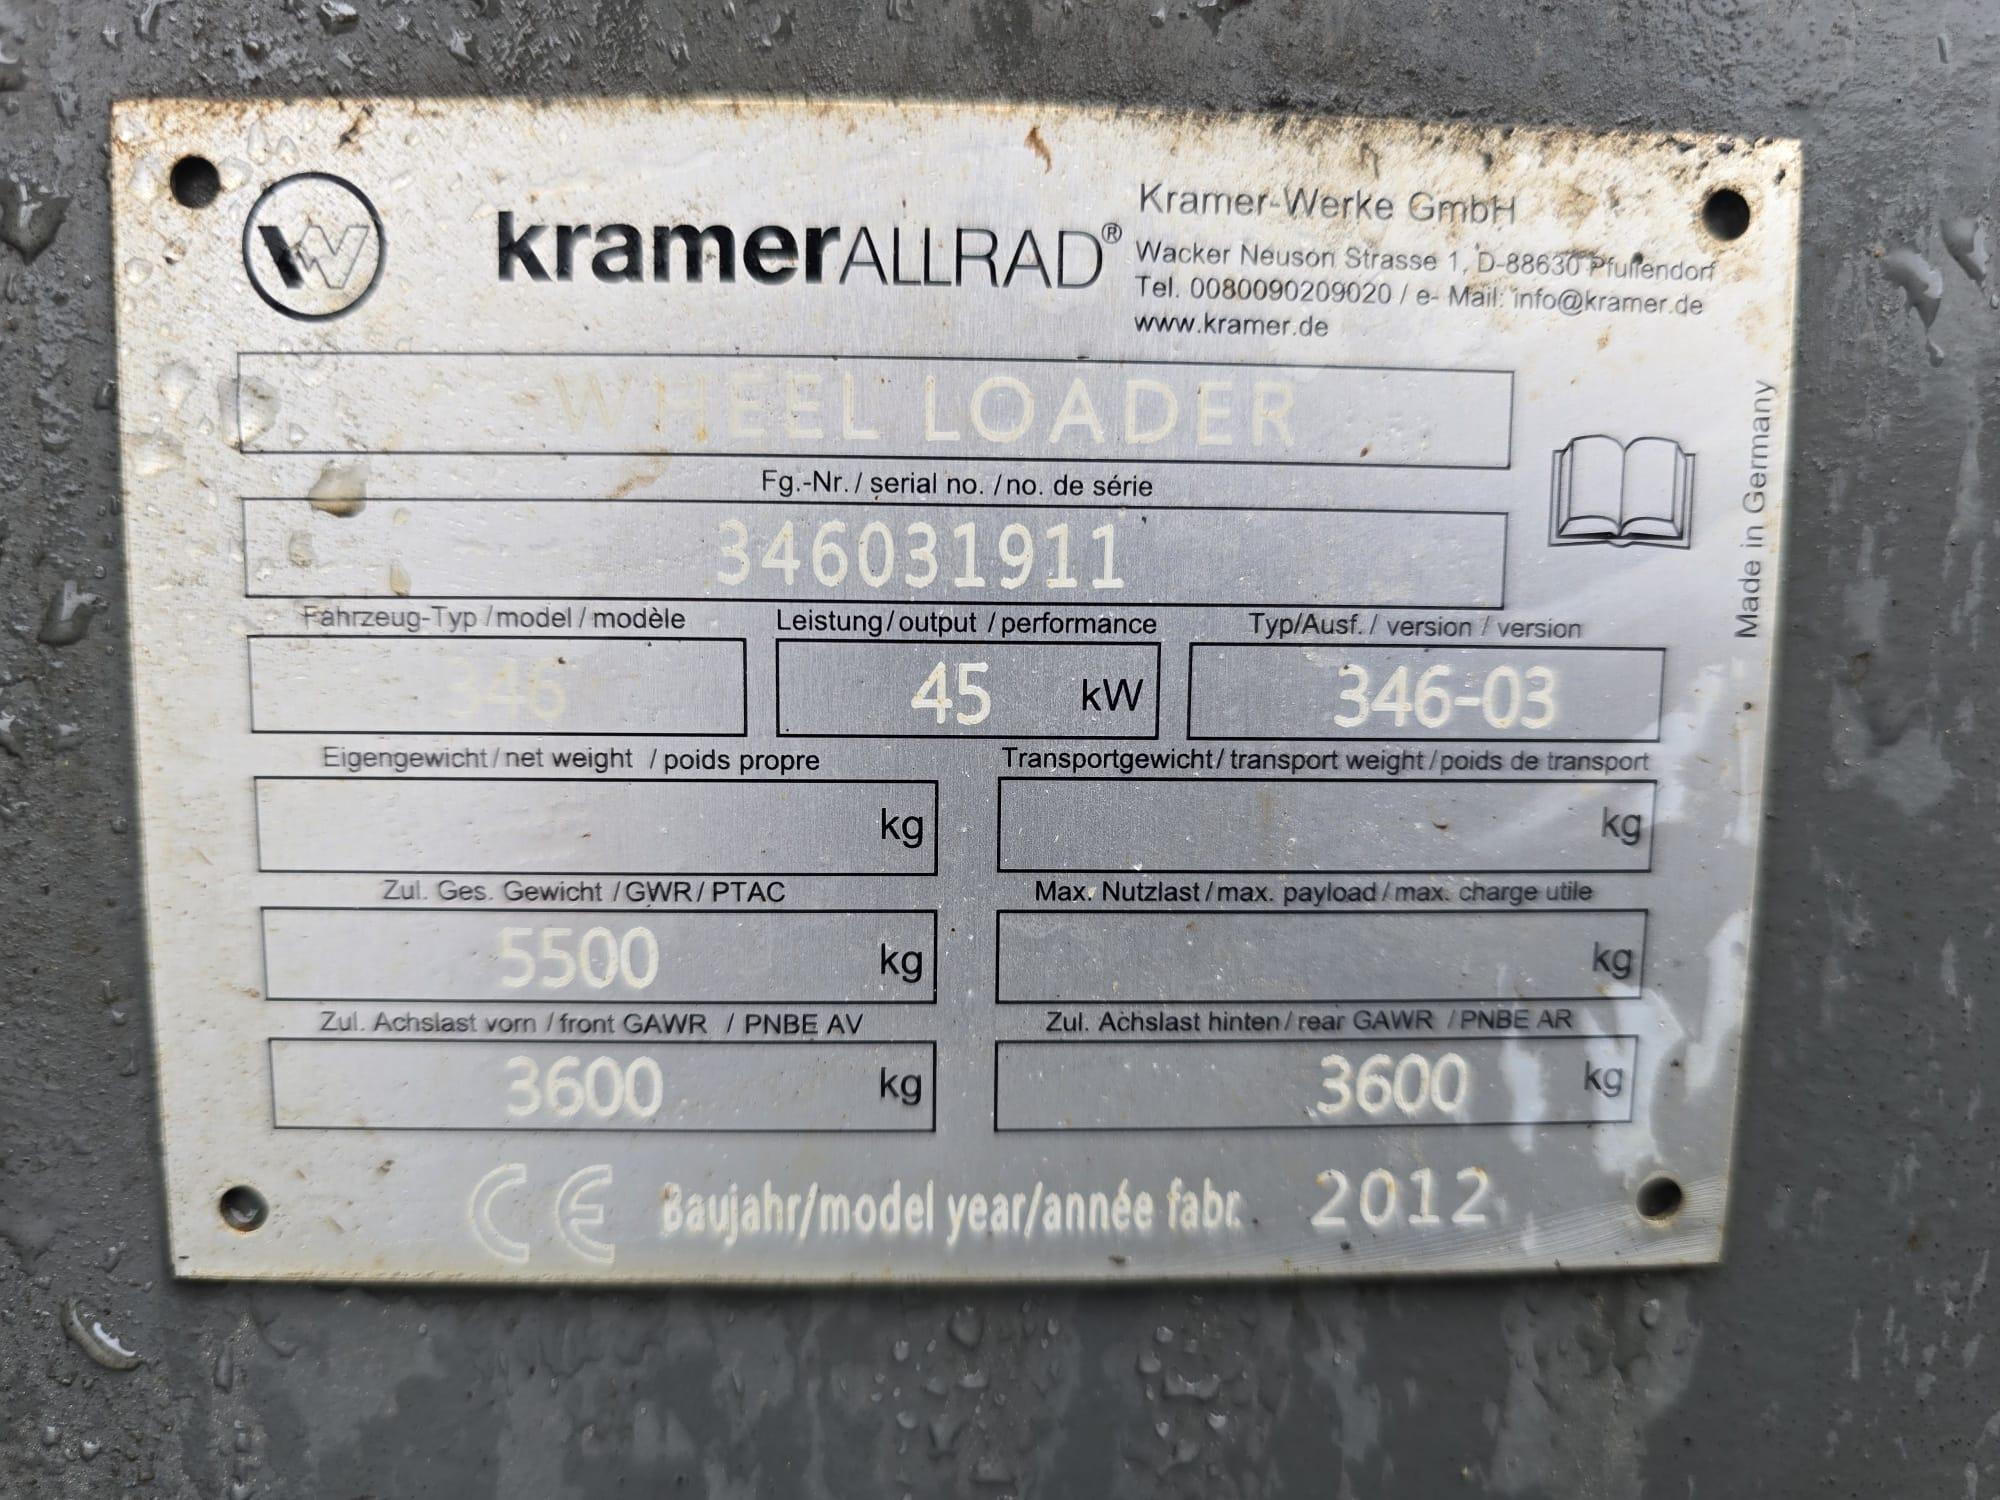 kramerALLRAD®
Kramer-Werke GmbH
Wacker Neuson Strasse 1, D-88630 Pfullendorf
Tel. 0080090209020 / e- Mail: info@kramer.de
www.kramer.de
WHEEL LOADER
Fg.-Nr. / serial no. / no. de série
346031911
Made in Germany
Fahrzeug-Typ / model / modèle
346
Leistung / output / performance
45 kW
Typ/Ausf. / version / version
346-03
Eigengewicht / net weight / poids propre
kg
Transportgewicht / transport weight / poids de transport
kg
Zul. Ges. Gewicht / GWR / PTAC
5500 kg
Max. Nutzlast / max. payload / max. charge utile
kg
Zul. Achslast vorn / front GAWR / PNBE AV
3600 kg
Zul. Achslast hinten / rear GAWR / PNBE AR
3600 kg
CE Baujahr/model year/année fabr. 2012